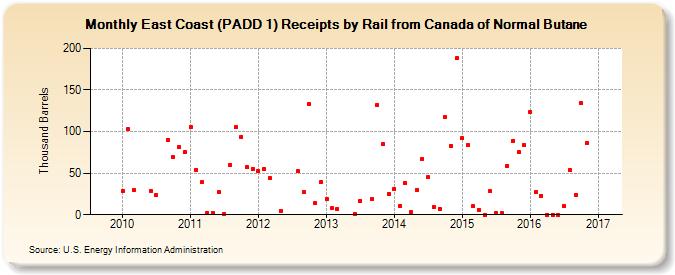 Monthly East Coast (PADD 1) Receipts by Rail from Canada of Normal Butane
Thousand Barrels
200
150
100
50
0
2010 2011 2012 2013 2014 2015 2016 2017
Source: U.S. Energy Information Administration